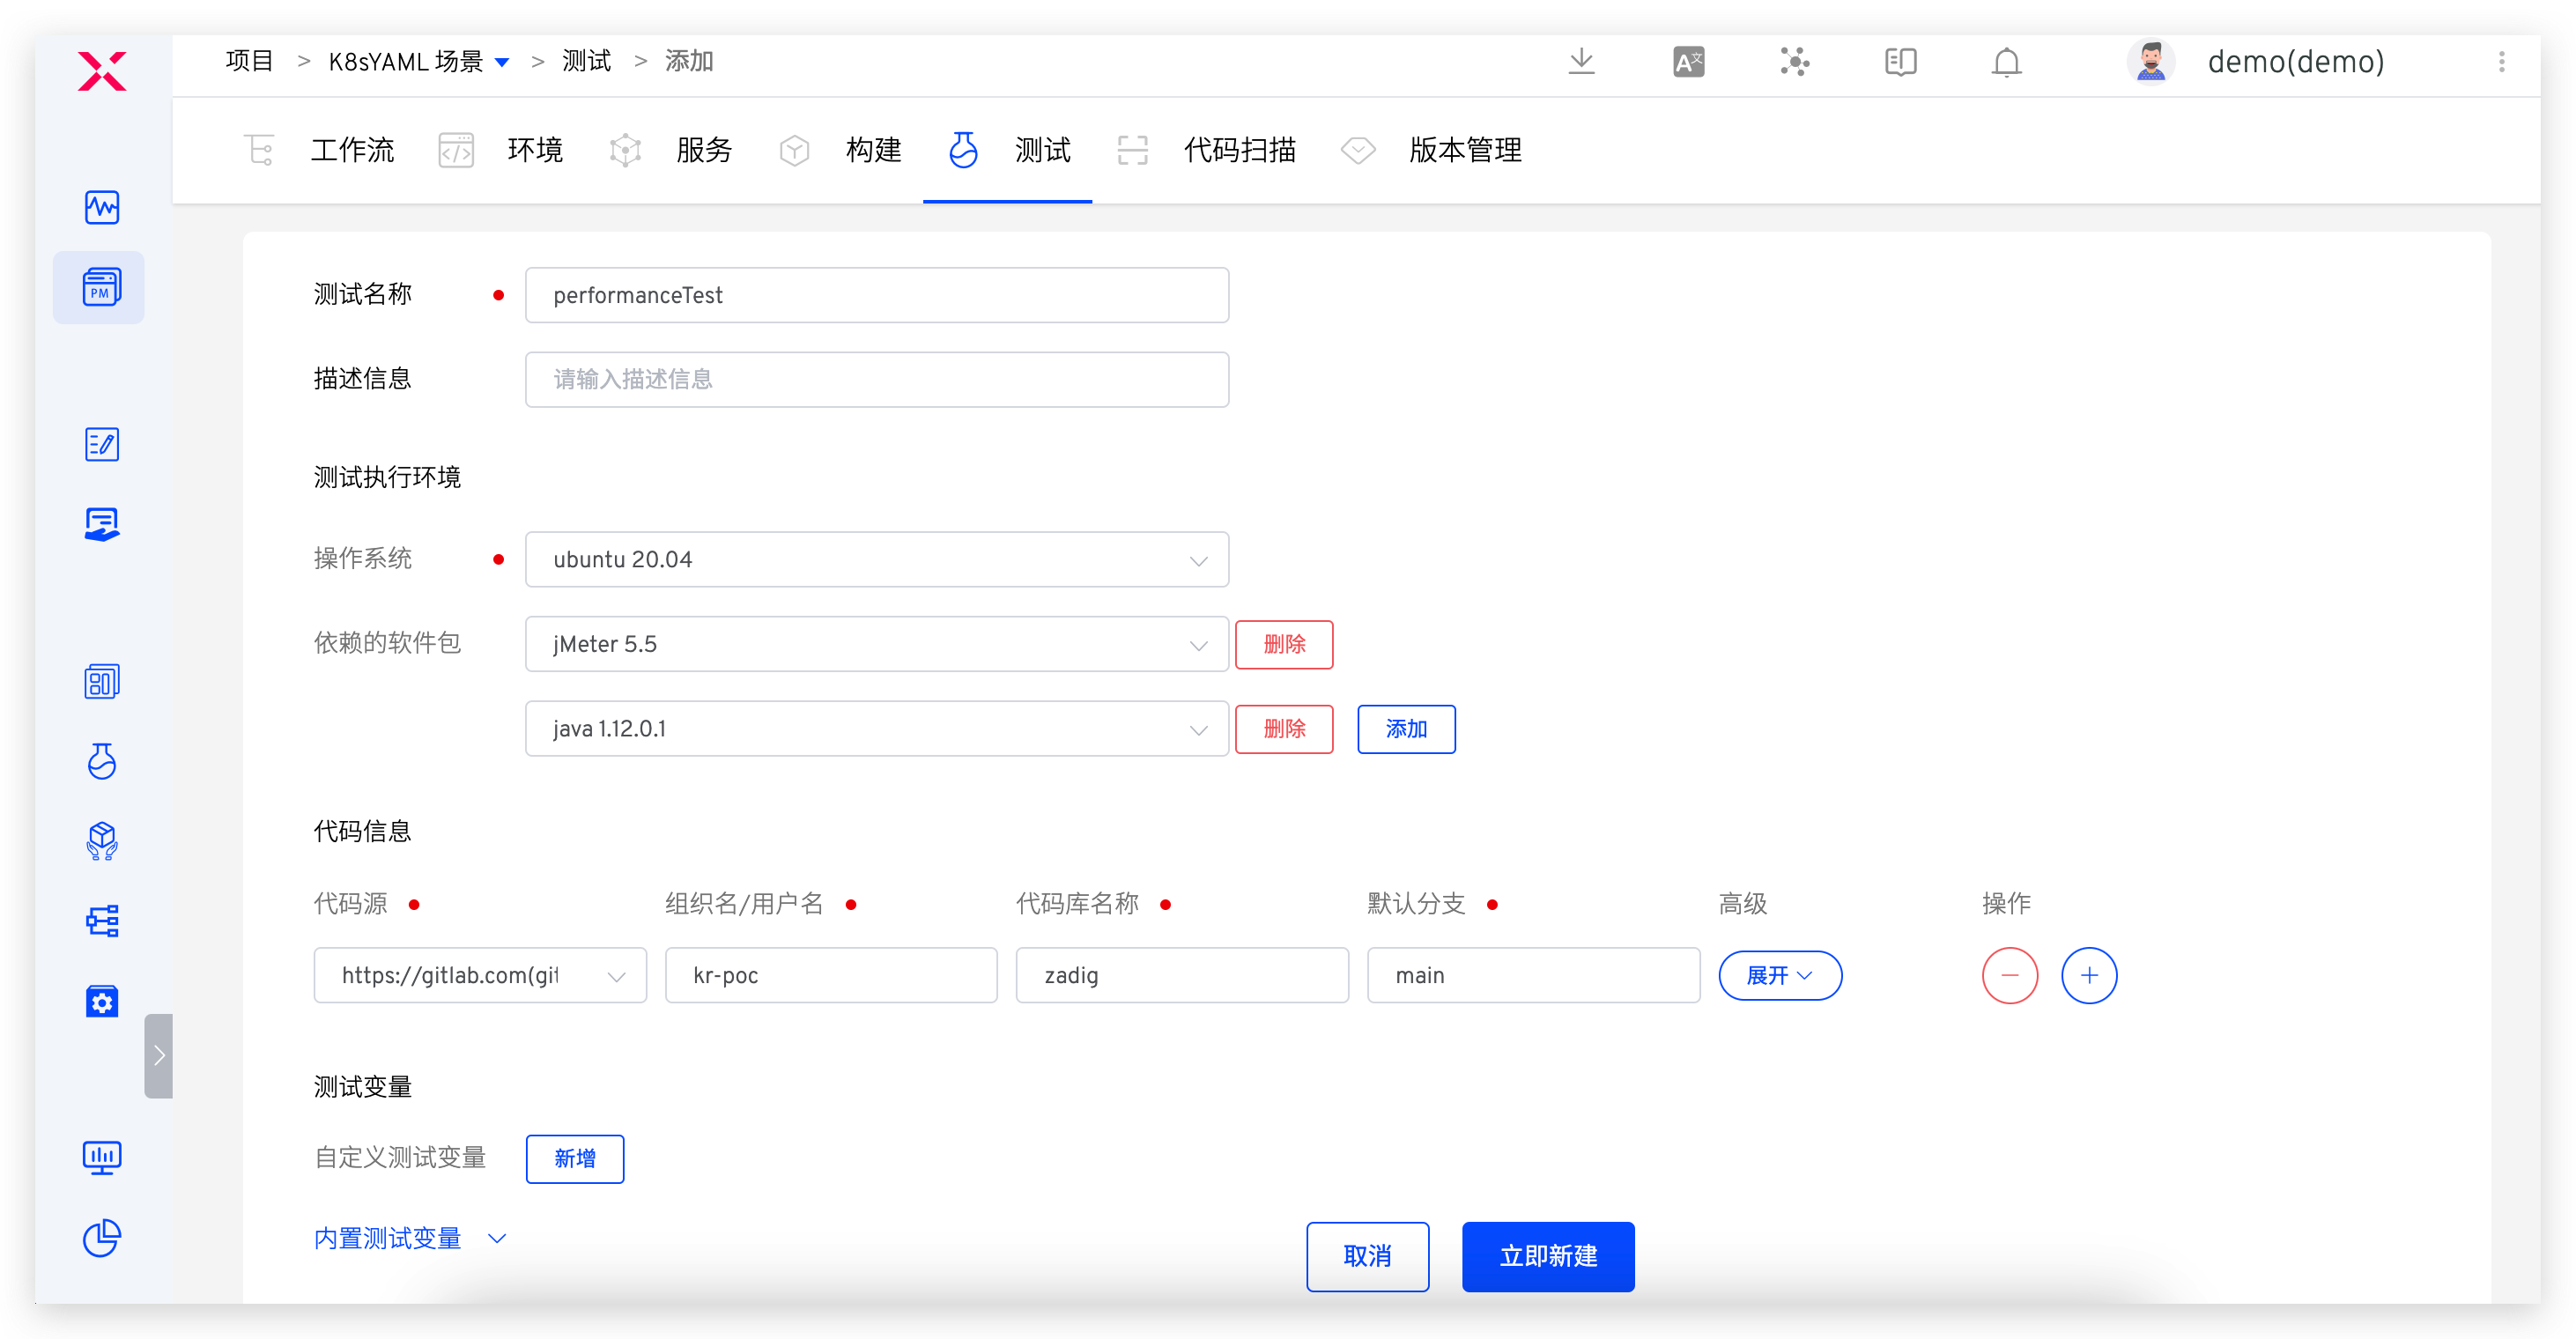 项目 > K8sYAML 场景 > 测试 > 添加
demo(demo)
工作流 环境 服务 构建 测试 代码扫描 版本管理
PM
测试名称 performanceTest
描述信息 请输入描述信息
测试执行环境
操作系统 ubuntu 20.04
依赖的软件包 jMeter 5.5 删除
java 1.12.0.1 删除 添加
代码信息
代码源 组织名/用户名 代码库名称 默认分支 高级 操作
https://gitlab.com(git kr-poc zadig main 展开
测试变量
自定义测试变量 新增
内置测试变量
取消 立即新建